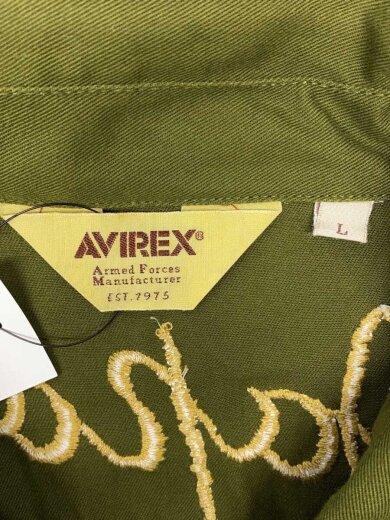 AVIREX®
L
Armed Forces
Manufacturer
EST.1975